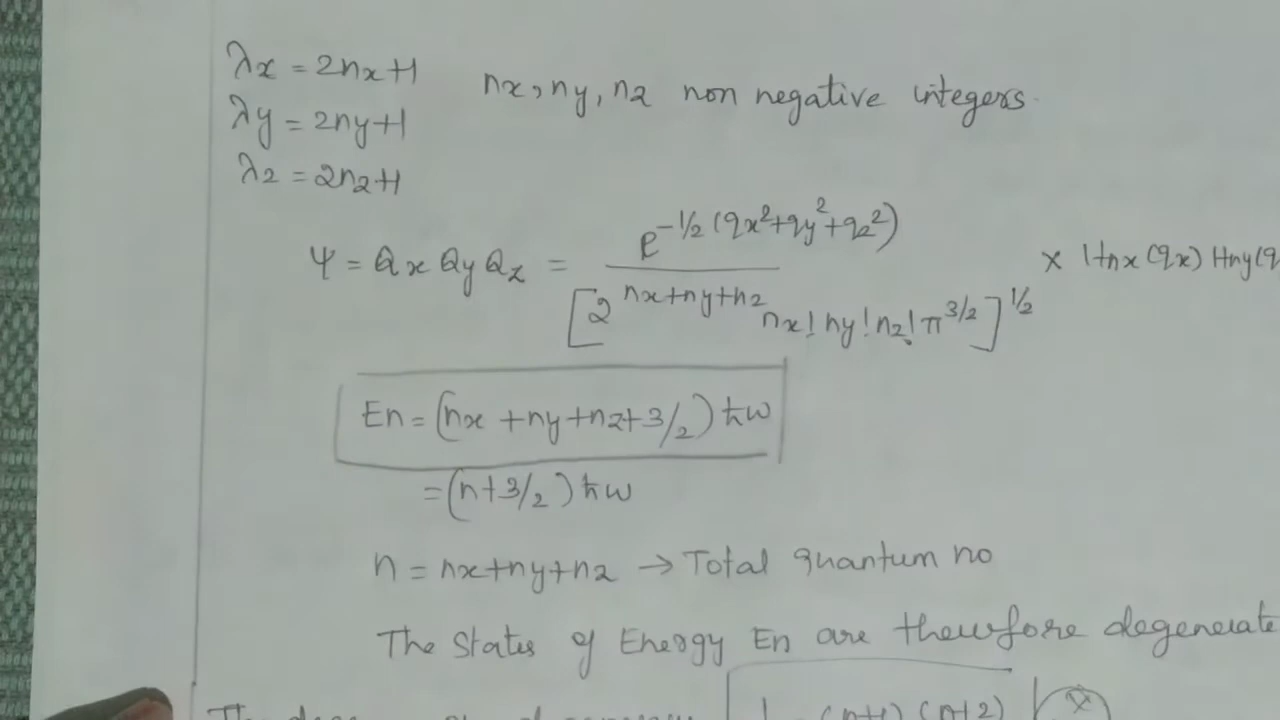 λx = 2nx+1
nx, ny, nz non negative integers.
λy = 2ny+1
λz = 2nz+1
ψ = Qx Qy Qz = e^{-1/2 (qx²+qy²+qz²)} / [2^{nx+ny+nz} nx! ny! nz! π^{3/2}]^{1/2} × Hnx (qx) Hny (q
En = (nx + ny + nz + 3/2) ħω
= (n + 3/2) ħω
n = nx+ny+nz → Total quantum no
The States of Energy En are therefore degenerate
1 (n+1) (n+2)